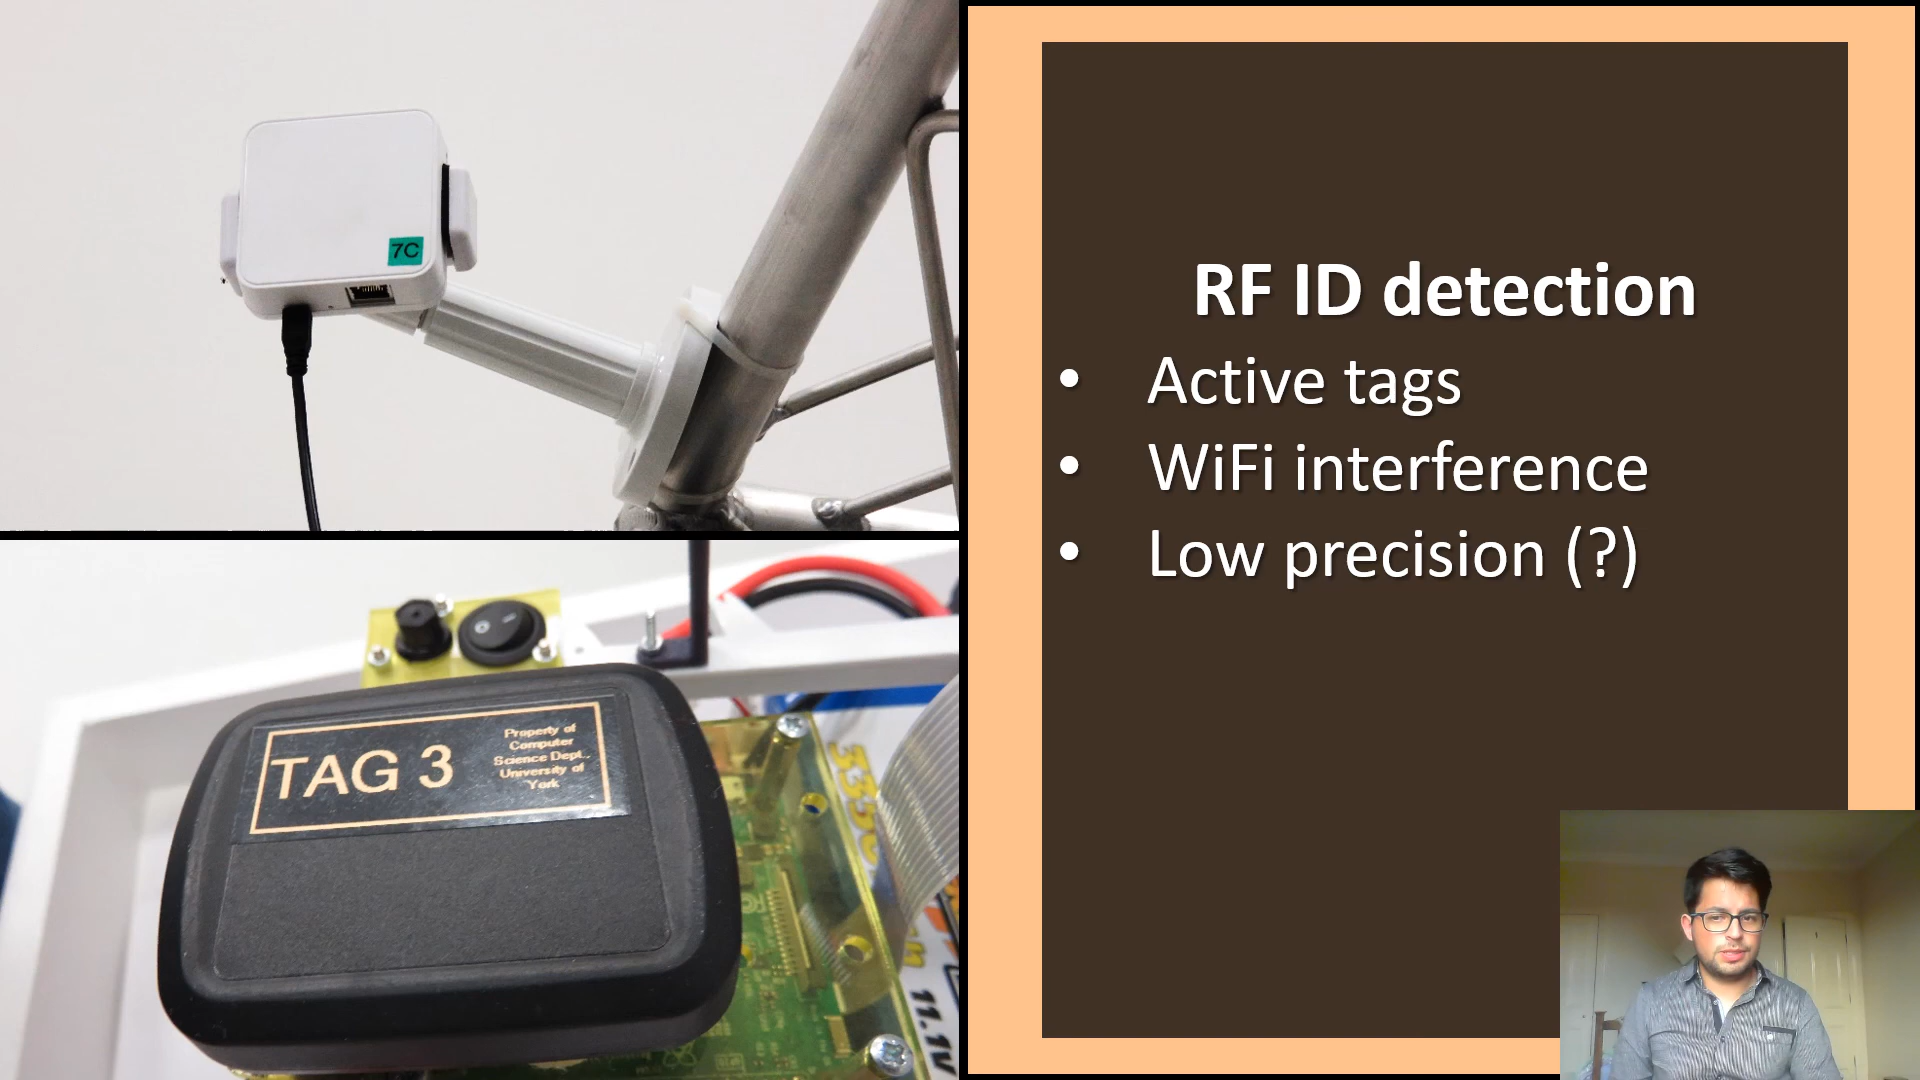 7C
TAG 3
Property of
Computer
Science Dept.,
University of
York
11.1V
RF ID detection
• Active tags
• WiFi interference
• Low precision (?)